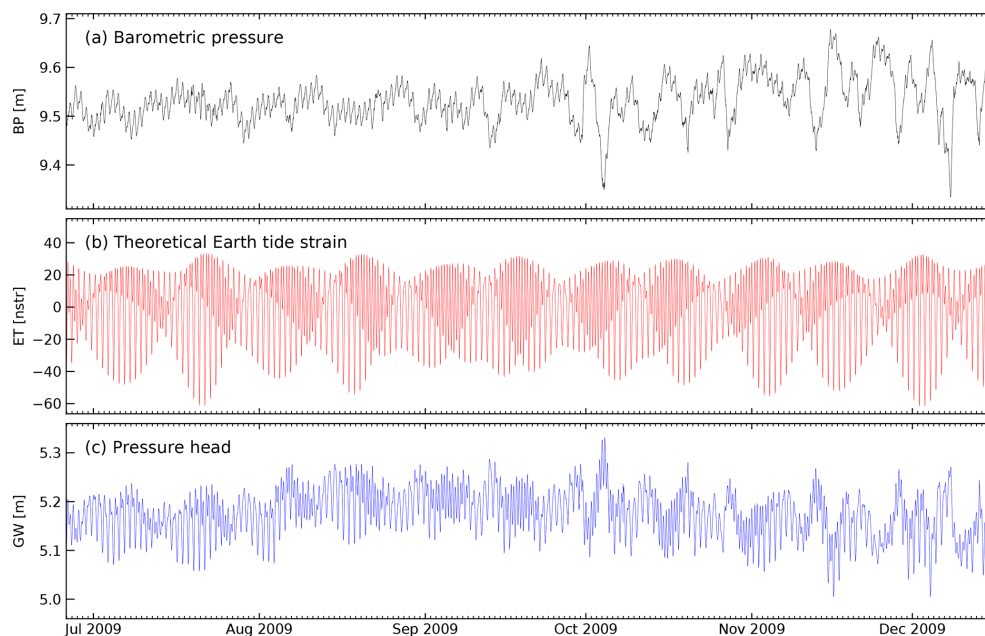 (a) Barometric pressure
BP [m]
9.7
9.6
9.5
9.4
(b) Theoretical Earth tide strain
ET [nstr]
40
20
0
−20
−40
−60
(c) Pressure head
GW [m]
5.3
5.2
5.1
5.0
Jul 2009 Aug 2009 Sep 2009 Oct 2009 Nov 2009 Dec 2009